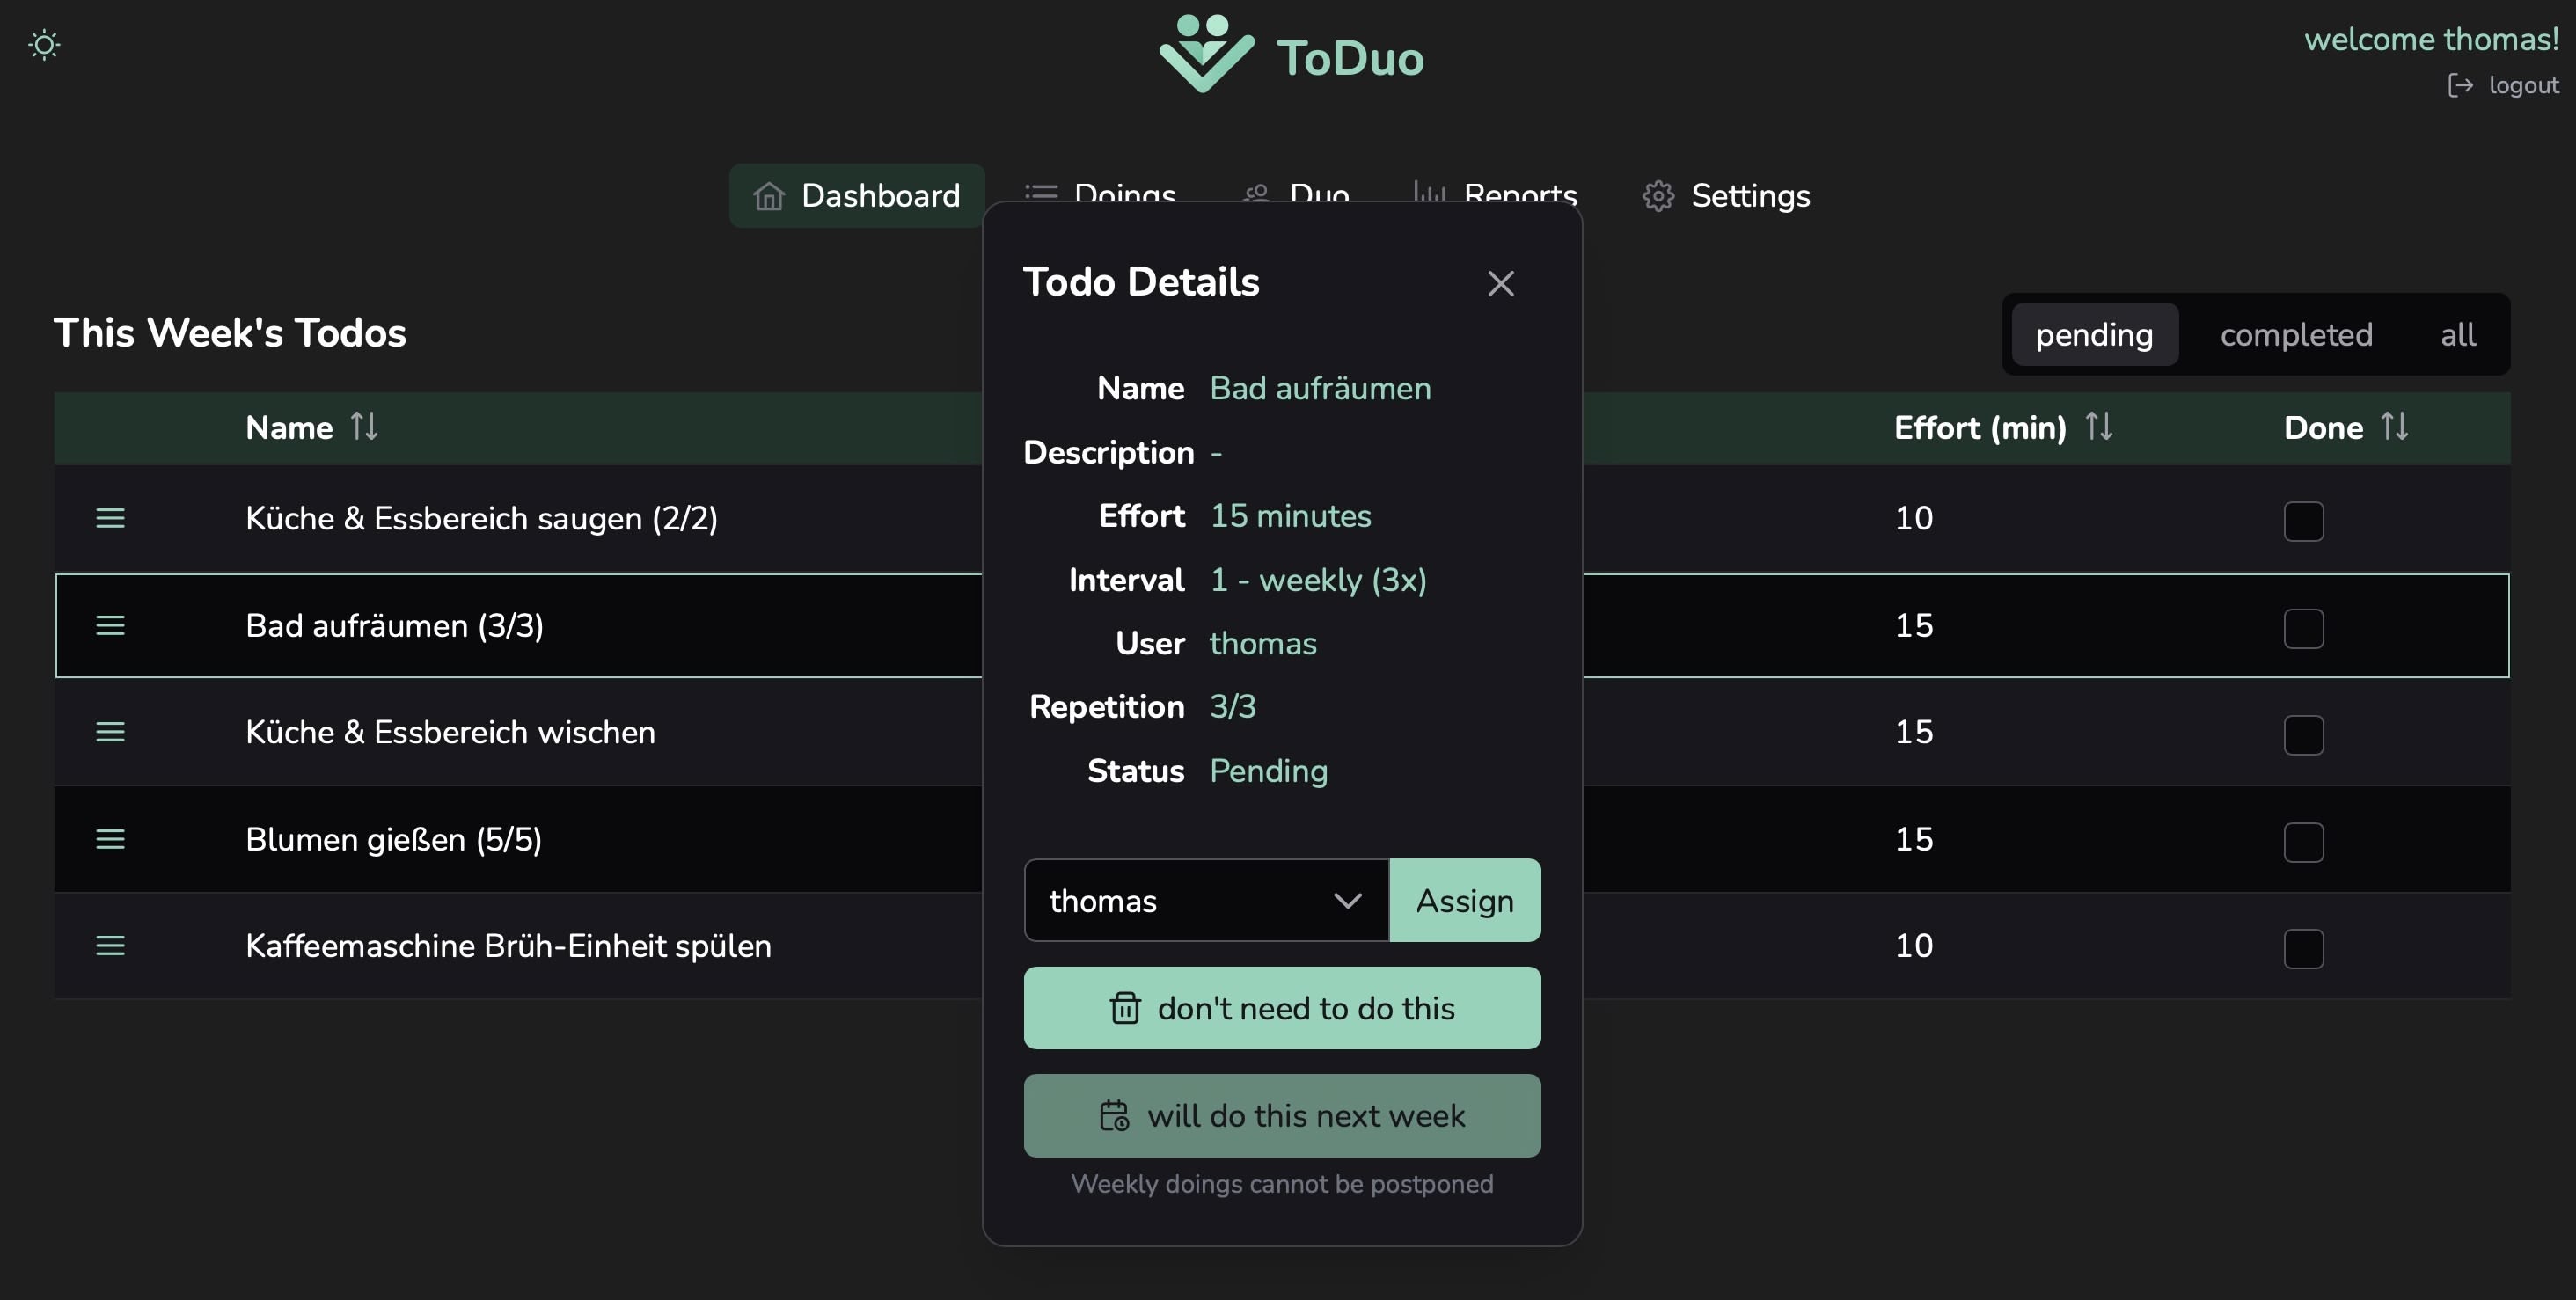 ToDuo
welcome thomas!
logout
Dashboard
Doings
Duo
Reports
Settings
This Week's Todos
pending completed all
Name Effort (min) Done
Küche & Essbereich saugen (2/2) 10
Bad aufräumen (3/3) 15
Küche & Essbereich wischen 15
Blumen gießen (5/5) 15
Kaffeemaschine Brüh-Einheit spülen 10
Todo Details
Name Bad aufräumen
Description -
Effort 15 minutes
Interval 1 - weekly (3x)
User thomas
Repetition 3/3
Status Pending
thomas Assign
don't need to do this
will do this next week
Weekly doings cannot be postponed